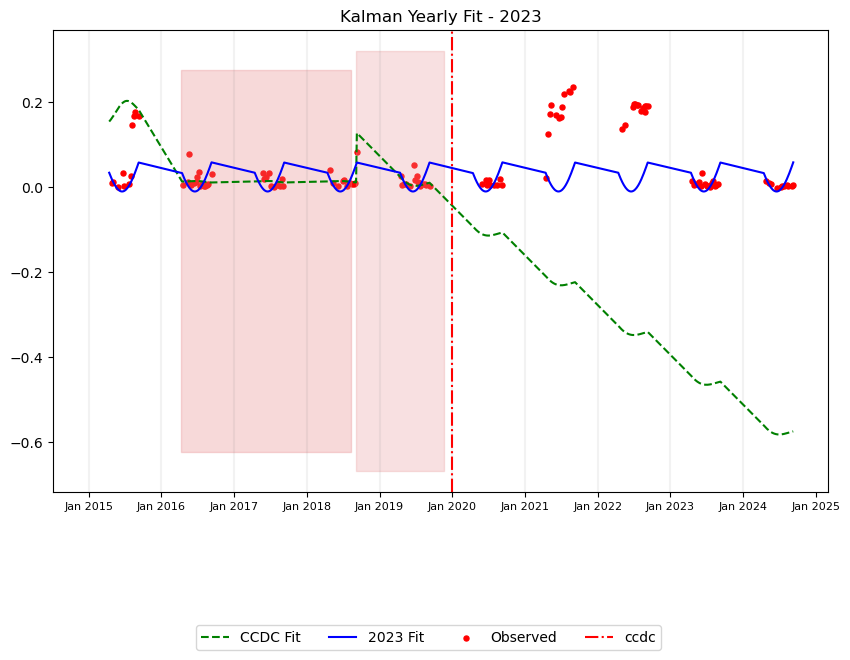 Kalman Yearly Fit - 2023
0.2
0.0
−0.2
−0.4
−0.6
Jan 2015 Jan 2016 Jan 2017 Jan 2018 Jan 2019 Jan 2020 Jan 2021 Jan 2022 Jan 2023 Jan 2024 Jan 2025
CCDC Fit 2023 Fit Observed ccdc